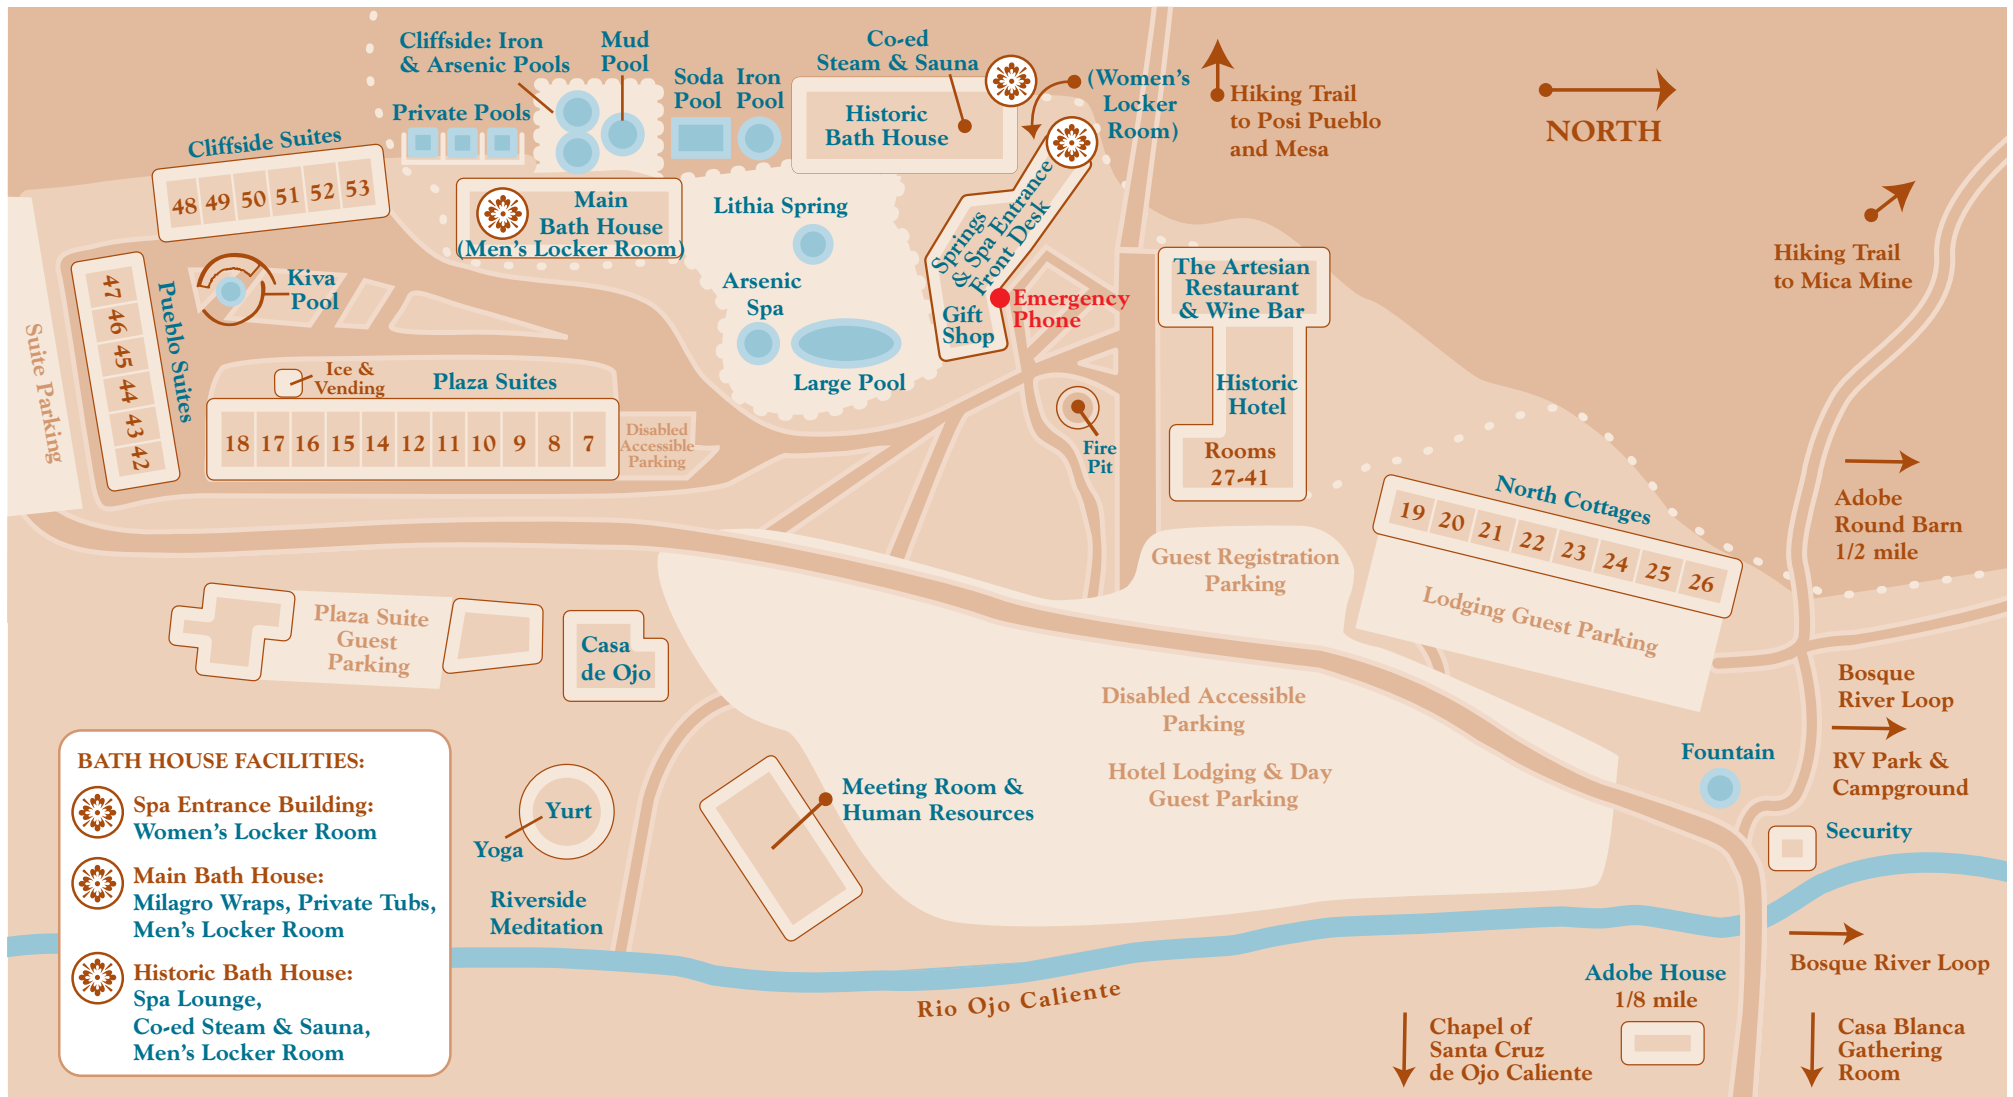 Cliffside: Iron
& Arsenic Pools
Mud
Pool
Soda
Pool
Iron
Pool
Co-ed
Steam & Sauna
(Women's
Locker
Room)
Hiking Trail
to Posi Pueblo
and Mesa
NORTH
Private Pools
Historic
Bath House
Cliffside Suites
48 49 50 51 52 53
Main
Bath House
(Men's Locker Room)
Lithia Spring
Springs
& Spa Entrance
Front Desk
Gift
Shop
Emergency
Phone
The Artesian
Restaurant
& Wine Bar
Hiking Trail
to Mica Mine
Kiva
Pool
Arsenic
Spa
Large Pool
Suite Parking
47 46 45 44 43 42
Pueblo Suites
Ice &
Vending
Plaza Suites
18 17 16 15 14 12 11 10 9 8 7
Disabled
Accessible
Parking
Fire
Pit
Historic
Hotel
Rooms
27-41
North Cottages
19 20 21 22 23 24 25 26
Adobe
Round Barn
1/2 mile
Guest Registration
Parking
Lodging Guest Parking
Plaza Suite
Guest
Parking
Casa
de Ojo
Disabled Accessible
Parking
Hotel Lodging & Day
Guest Parking
Bosque
River Loop
RV Park &
Campground
Fountain
Security
Meeting Room &
Human Resources
Yurt
Yoga
Riverside
Meditation
BATH HOUSE FACILITIES:
Spa Entrance Building:
Women's Locker Room
Main Bath House:
Milagro Wraps, Private Tubs,
Men's Locker Room
Historic Bath House:
Spa Lounge,
Co-ed Steam & Sauna,
Men's Locker Room
Rio Ojo Caliente
Bosque River Loop
Adobe House
1/8 mile
Chapel of
Santa Cruz
de Ojo Caliente
Casa Blanca
Gathering
Room